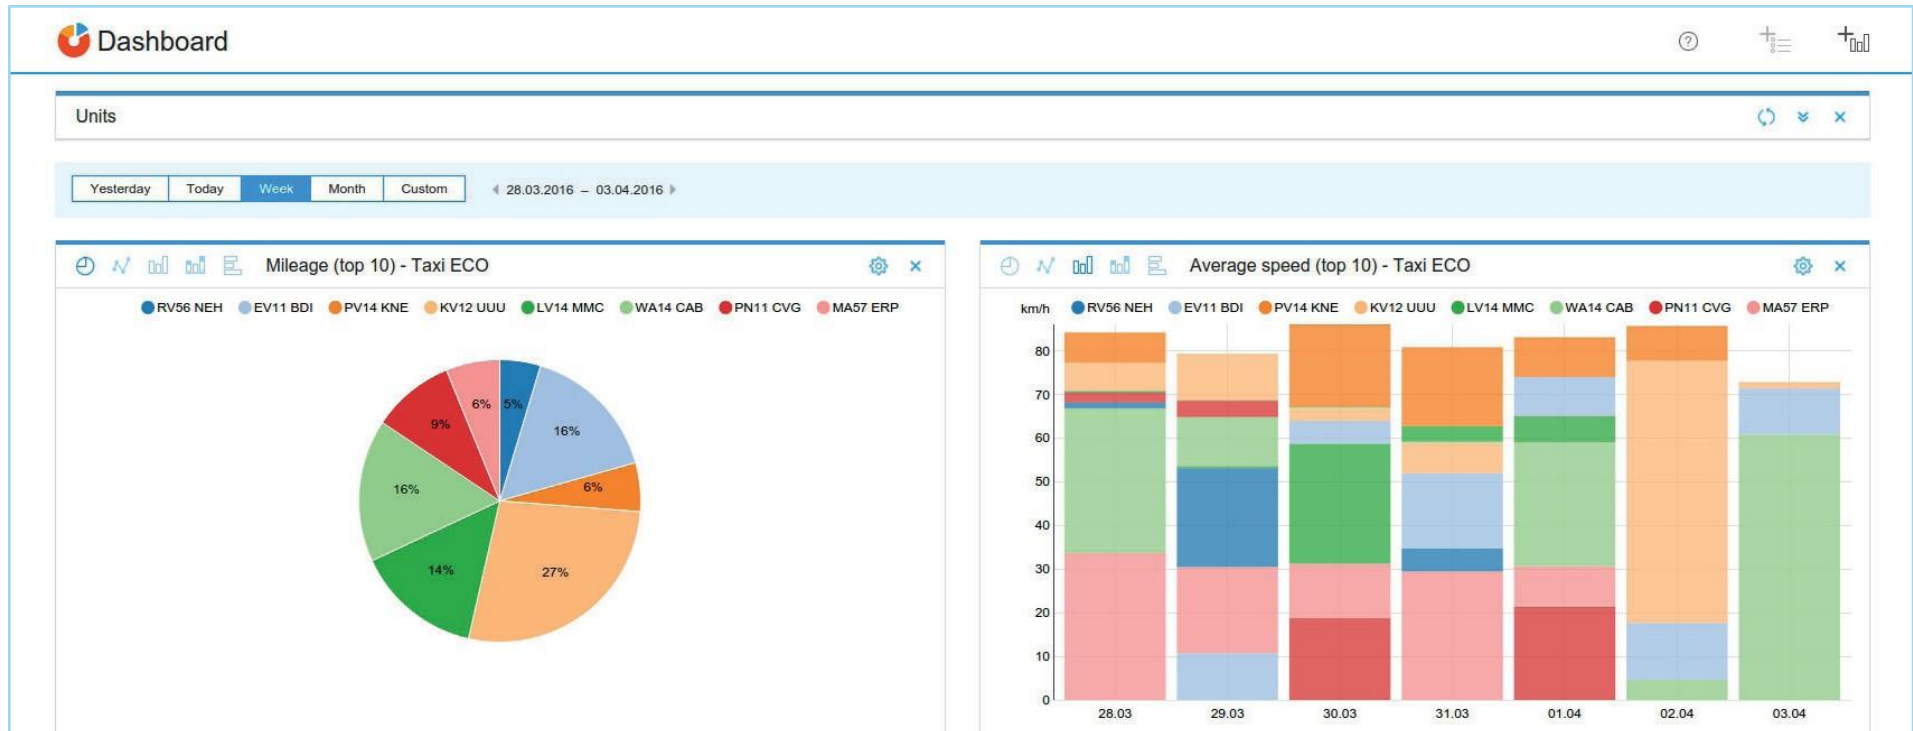 Dashboard
?
Units
Yesterday Today Week Month Custom 28.03.2016 – 03.04.2016
Mileage (top 10) - Taxi ECO
RV56 NEH EV11 BDI PV14 KNE KV12 UUU LV14 MMC WA14 CAB PN11 CVG MA57 ERP
6% 5%
9% 16%
16% 6%
14% 27%
Average speed (top 10) - Taxi ECO
km/h RV56 NEH EV11 BDI PV14 KNE KV12 UUU LV14 MMC WA14 CAB PN11 CVG MA57 ERP
80
70
60
50
40
30
20
10
0
28.03 29.03 30.03 31.03 01.04 02.04 03.04